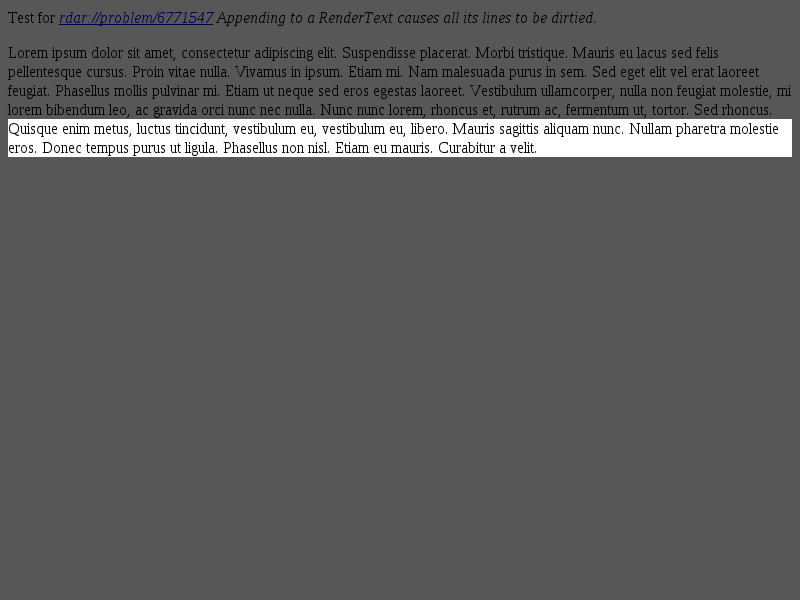 Test for rdar://problem/6771547 Appending to a RenderText causes all its lines to be dirtied.
Lorem ipsum dolor sit amet, consectetur adipiscing elit. Suspendisse placerat. Morbi tristique. Mauris eu lacus sed felis
pellentesque cursus. Proin vitae nulla. Vivamus in ipsum. Etiam mi. Nam malesuada purus in sem. Sed eget elit vel erat laoreet
feugiat. Phasellus mollis pulvinar mi. Etiam ut neque sed eros egestas laoreet. Vestibulum ullamcorper, nulla non feugiat molestie, mi
lorem bibendum leo, ac gravida orci nunc nec nulla. Nunc nunc lorem, rhoncus et, rutrum ac, fermentum ut, tortor. Sed rhoncus.
Quisque enim metus, luctus tincidunt, vestibulum eu, vestibulum eu, libero. Mauris sagittis aliquam nunc. Nullam pharetra molestie
eros. Donec tempus purus ut ligula. Phasellus non nisl. Etiam eu mauris. Curabitur a velit.